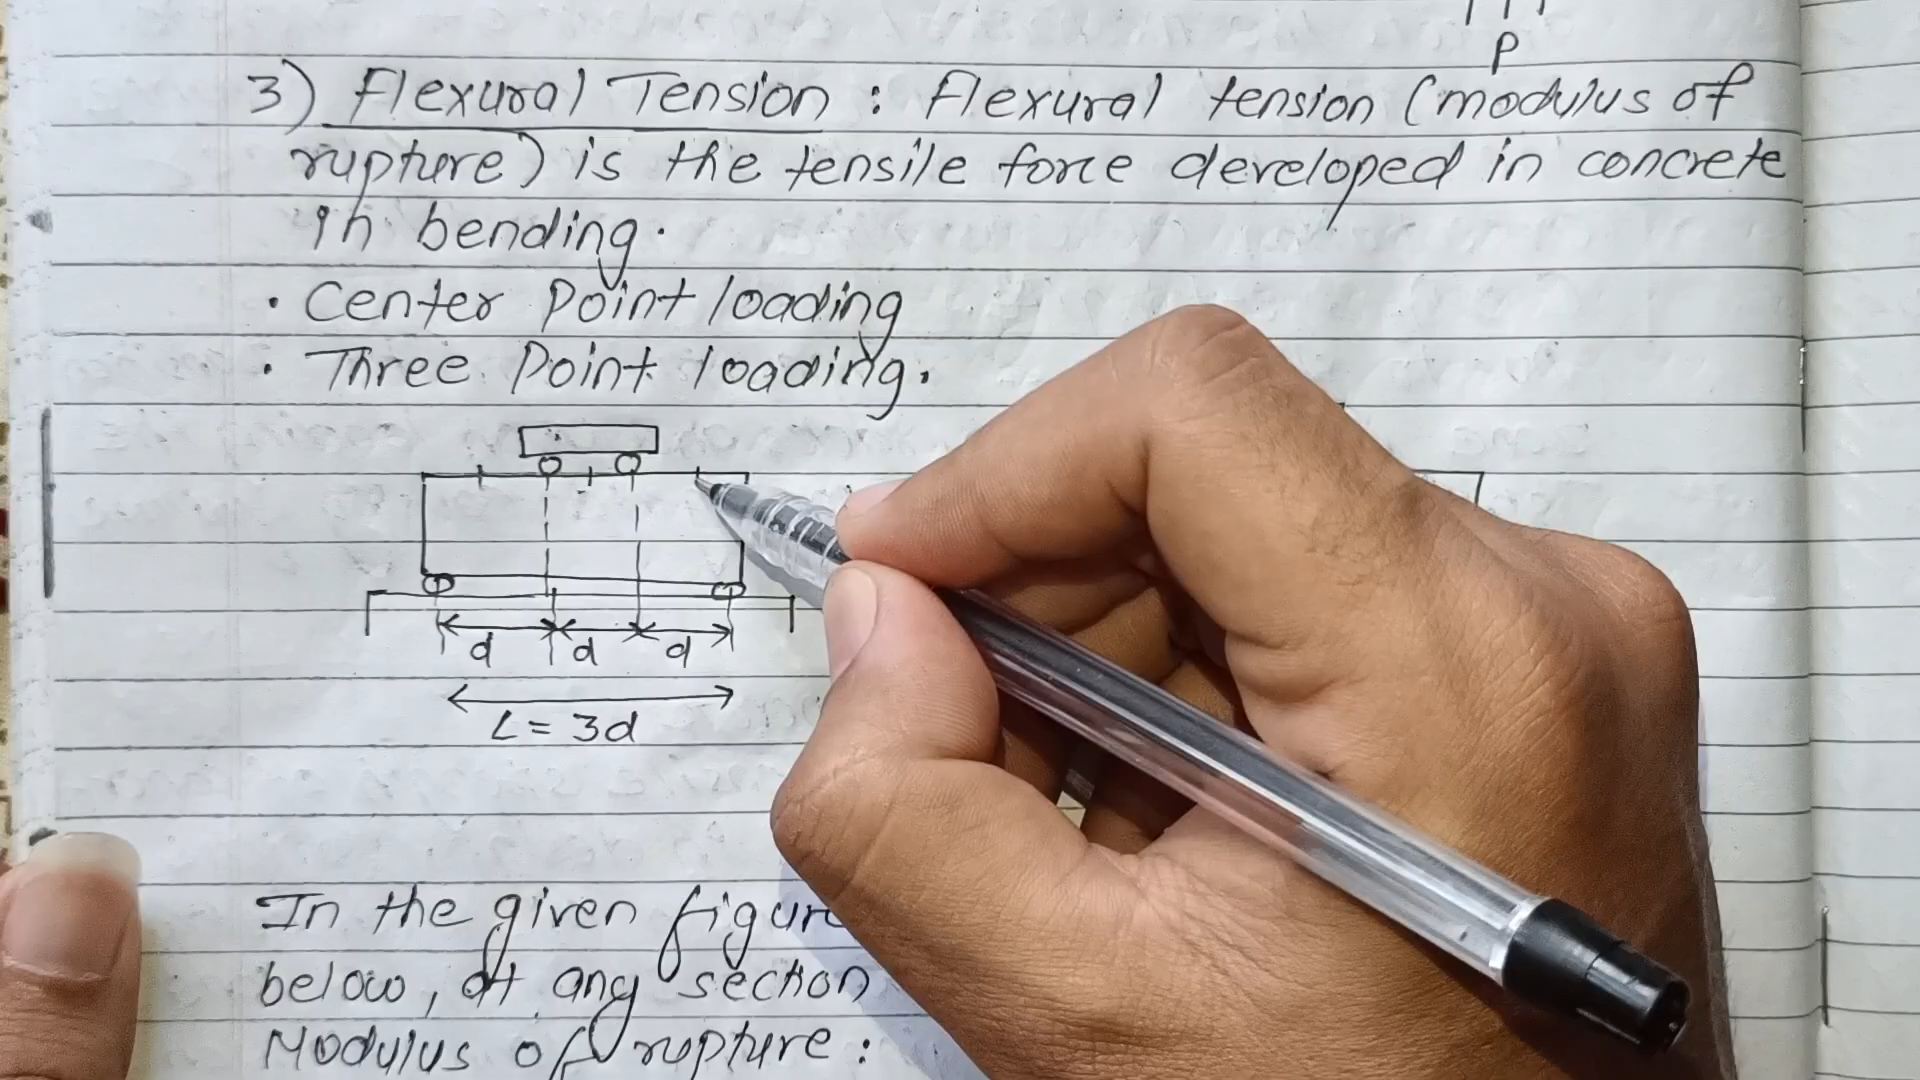 P
3) Flexural Tension : Flexural tension (modulus of
rupture) is the tensile force developed in concrete
in bending.
• Center Point loading
• Three Point loading.
d d d
L = 3d
In the given figure
below, at any section
Modulus of rupture :